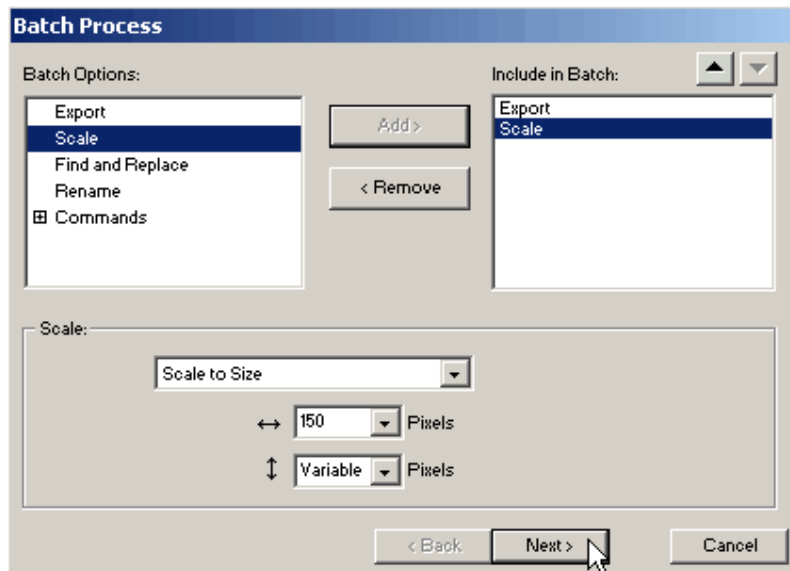 Batch Process
Batch Options:
Include in Batch:
Export
Scale
Find and Replace
Rename
Commands
Add >
< Remove
Export
Scale
Scale:
Scale to Size
150
Pixels
Variable
Pixels
< Back
Next >
Cancel